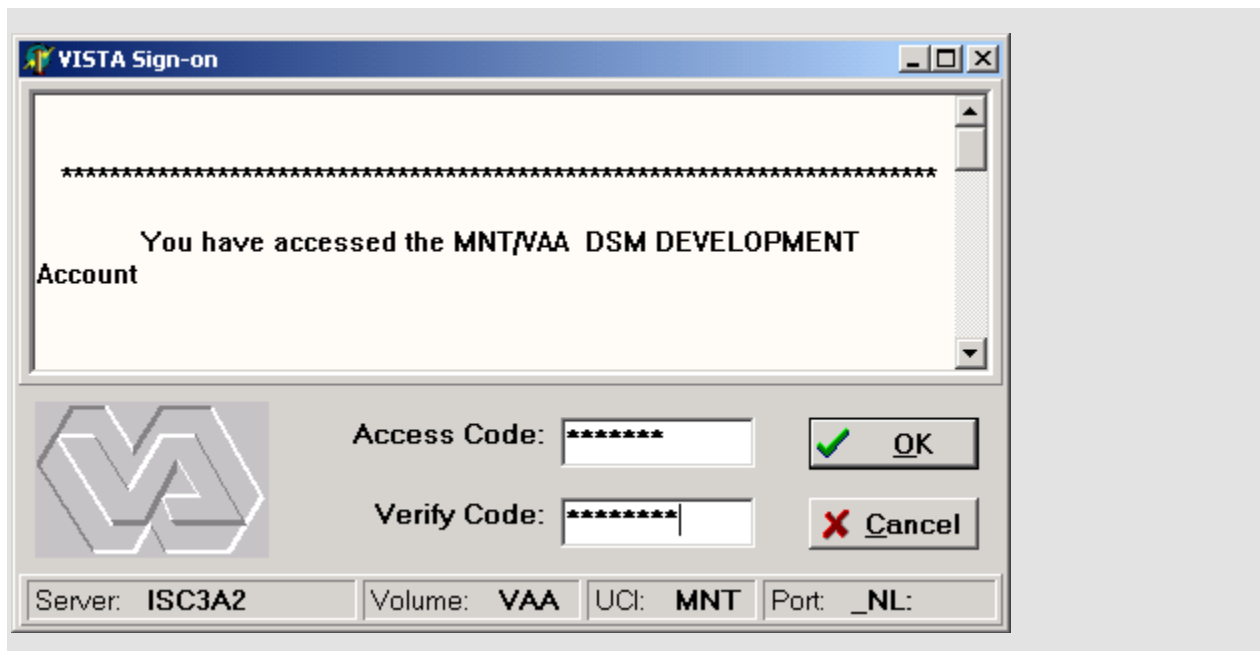 VISTA Sign-on
************************************************************************
You have accessed the MNT/VAA  DSM DEVELOPMENT
Account
Access Code: *******
OK
Verify Code: ********
Cancel
Server: ISC3A2 Volume: VAA UCI: MNT Port: _NL: